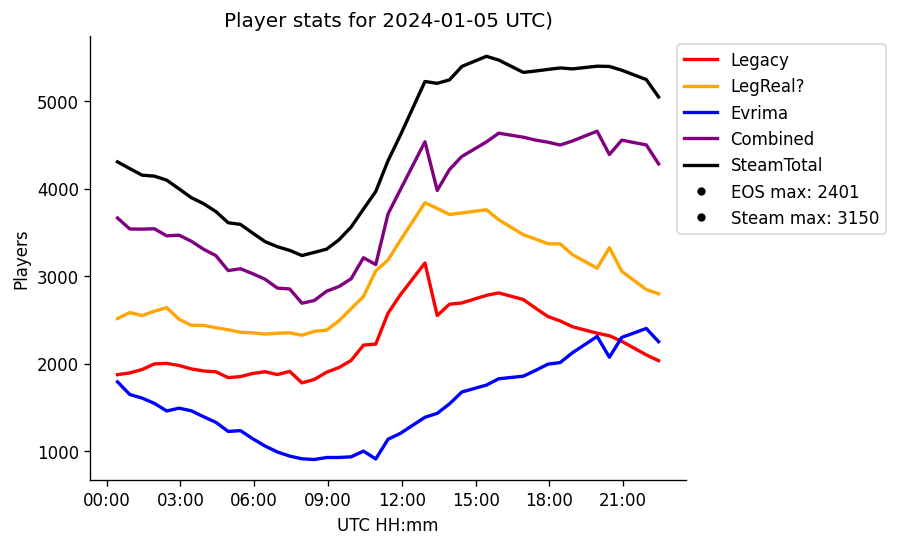 Player stats for 2024-01-05 UTC)
Legacy
LegReal?
Evrima
Combined
SteamTotal
EOS max: 2401
Steam max: 3150
Players
5000
4000
3000
2000
1000
00:00 03:00 06:00 09:00 12:00 15:00 18:00 21:00
UTC HH:mm